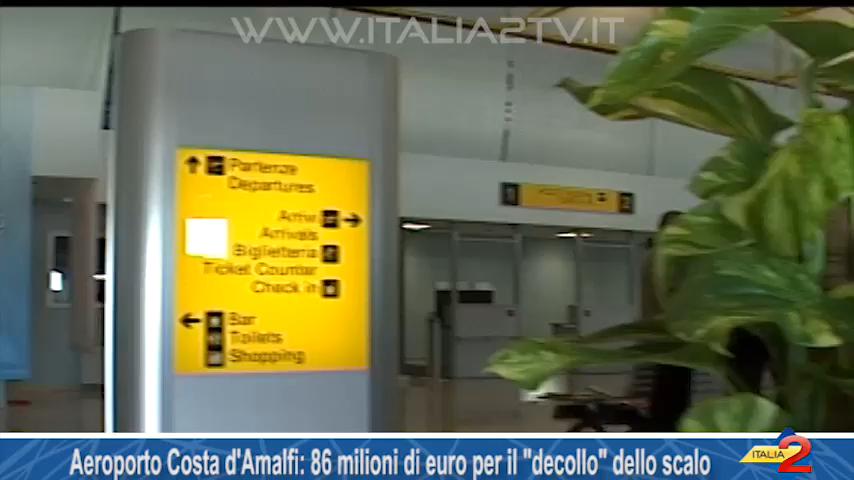 WWW.ITALIA2TV.IT
Partenze
Departures
Arrivi
Arrivals
Biglietteria
Ticket Counter
Check in
Bar
Toilets
Shopping
2
Aeroporto Costa d'Amalfi: 86 milioni di euro per il "decollo" dello scalo
ITALIA 2